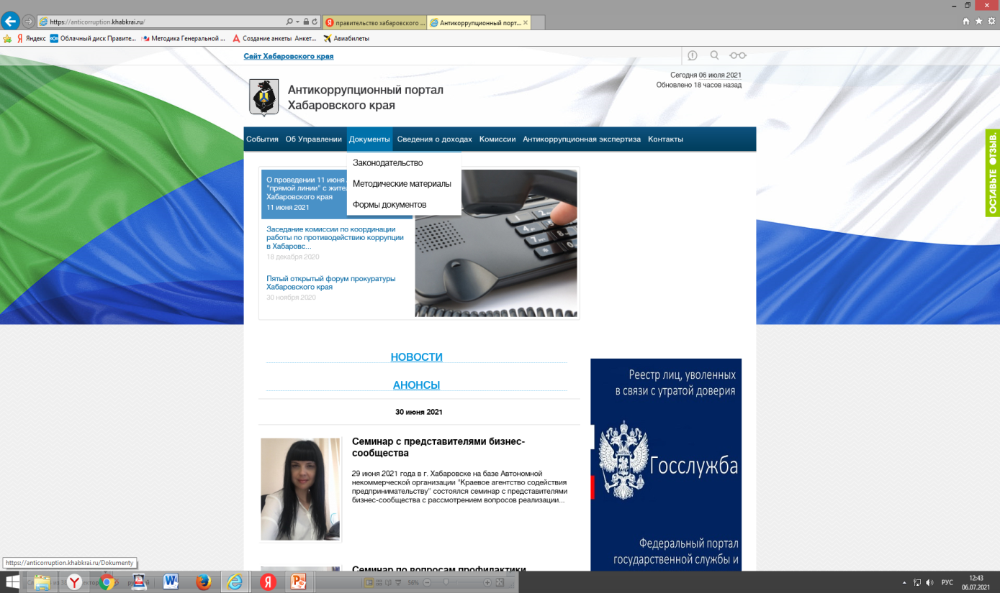 https://anticorruption.khabkrai.ru/
правительство хабаровского ...
Антикоррупционный порт...
Яндекс
Облачный диск Правите...
Методика Генеральной ...
Создание анкеты Анкет...
Авиабилеты
Сайт Хабаровского края
Сегодня 06 июля 2021
Обновлено 18 часов назад
Антикоррупционный портал
Хабаровского края
События Об Управлении Документы Сведения о доходах Комиссии Антикоррупционная экспертиза Контакты
Законодательство
Методические материалы
Формы документов
О проведении 11 июня
"прямой линии" с
Хабаровского края
11 июня 2021
Заседание комиссии по координации
работы по противодействию коррупции
в Хабаровс...
18 декабря 2020
Пятый открытый форум прокуратуры
Хабаровского края
30 ноября 2020
ОСТАВЬТЕ ОТЗЫВ.
НОВОСТИ
АНОНСЫ
30 июня 2021
Семинар с представителями бизнес-
сообщества
29 июня 2021 года в г. Хабаровске на базе Автономной
некоммерческой организации "Краевое агентство содействия
предпринимательству" состоялся семинар с представителями
бизнес-сообщества с рассмотрением вопросов реализации...
Семинар по вопросам профилактики
Реестр лиц, уволенных
в связи с утратой доверия
Госслужба
Федеральный портал
государственной службы и
https://anticorruption.khabkrai.ru/Dokumenty
56%
РУС
12:43
06.07.2021